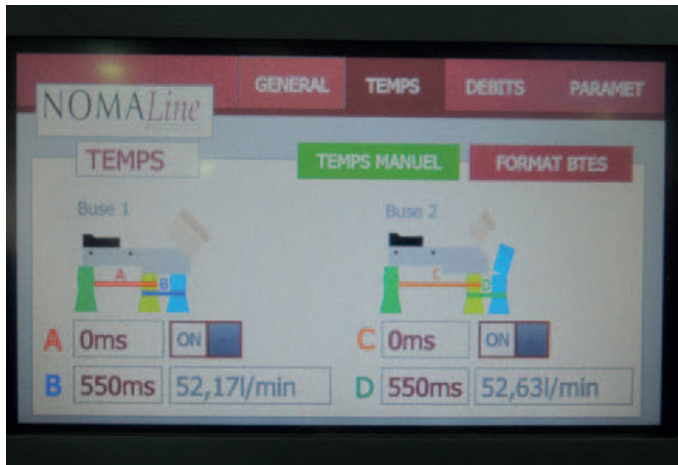 GENERAL TEMPS DEBITS PARAMET
NOMALine
TEMPS TEMPS MANUEL FORMAT BTES
Buse 1 Buse 2
A B C D
A 0ms ON C 0ms ON
B 550ms 52,17l/min D 550ms 52,63l/min